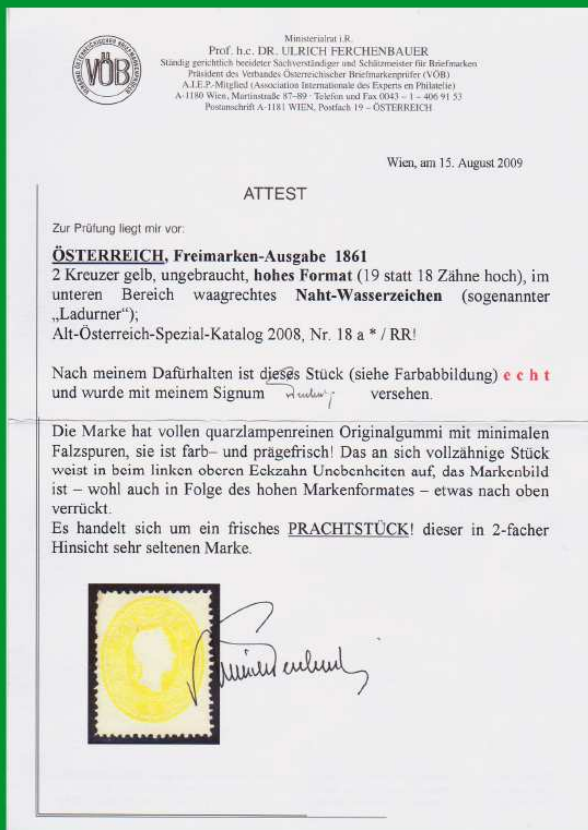 Ministerialrat i.R.
Prof. h.c. DR. ULRICH FERCHENBAUER
Ständig gerichtlich beeideter Sachverständiger und Schätzmeister für Briefmarken
Präsident des Verbandes Österreichischer Briefmarkenprüfer (VÖB)
A.I.E.P.-Mitglied (Association Internationale des Experts en Philatelie)
A-1180 Wien, Martinstraße 87–89 · Telefon und Fax 0043 – 1 – 406 91 53
Postanschrift A-1181 WIEN, Postfach 19 – ÖSTERREICH
VERBAND ÖSTERREICHISCHER BRIEFMARKENPRÜFER
VÖB
Wien, am 15. August 2009
ATTEST
Zur Prüfung liegt mir vor:
ÖSTERREICH, Freimarken-Ausgabe 1861
2 Kreuzer gelb, ungebraucht, hohes Format (19 statt 18 Zähne hoch), im
unteren Bereich waagrechtes Naht-Wasserzeichen (sogenannter
„Ladurner“);
Alt-Österreich-Spezial-Katalog 2008, Nr. 18 a * / RR!
Nach meinem Dafürhalten ist dieses Stück (siehe Farbabbildung) e c h t
und wurde mit meinem Signum versehen.
Die Marke hat vollen quarzlampenreinen Originalgummi mit minimalen
Falzspuren, sie ist farb– und prägefrisch! Das an sich vollzähnige Stück
weist in beim linken oberen Eckzahn Unebenheiten auf, das Markenbild
ist – wohl auch in Folge des hohen Markenformates – etwas nach oben
verrückt.
Es handelt sich um ein frisches PRACHTSTÜCK! dieser in 2-facher
Hinsicht sehr seltenen Marke.